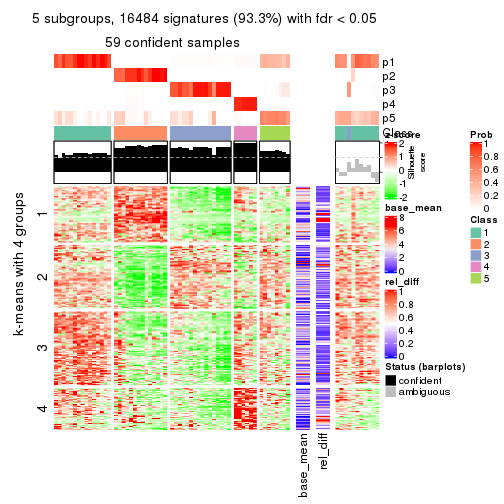 5 subgroups, 16484 signatures (93.3%) with fdr < 0.05
59 confident samples
p1
p2
p3
p4
p5
Class
z-score
2
1
0
-1
-2
Silhouette
score
Prob
1
0.8
0.6
0.4
0.2
0
k-means with 4 groups
1
2
3
4
base_mean
8
6
4
2
0
Class
1
2
3
4
5
rel_diff
1
0.8
0.6
0.4
0.2
0
Status (barplots)
confident
ambiguous
base_mean
rel_diff